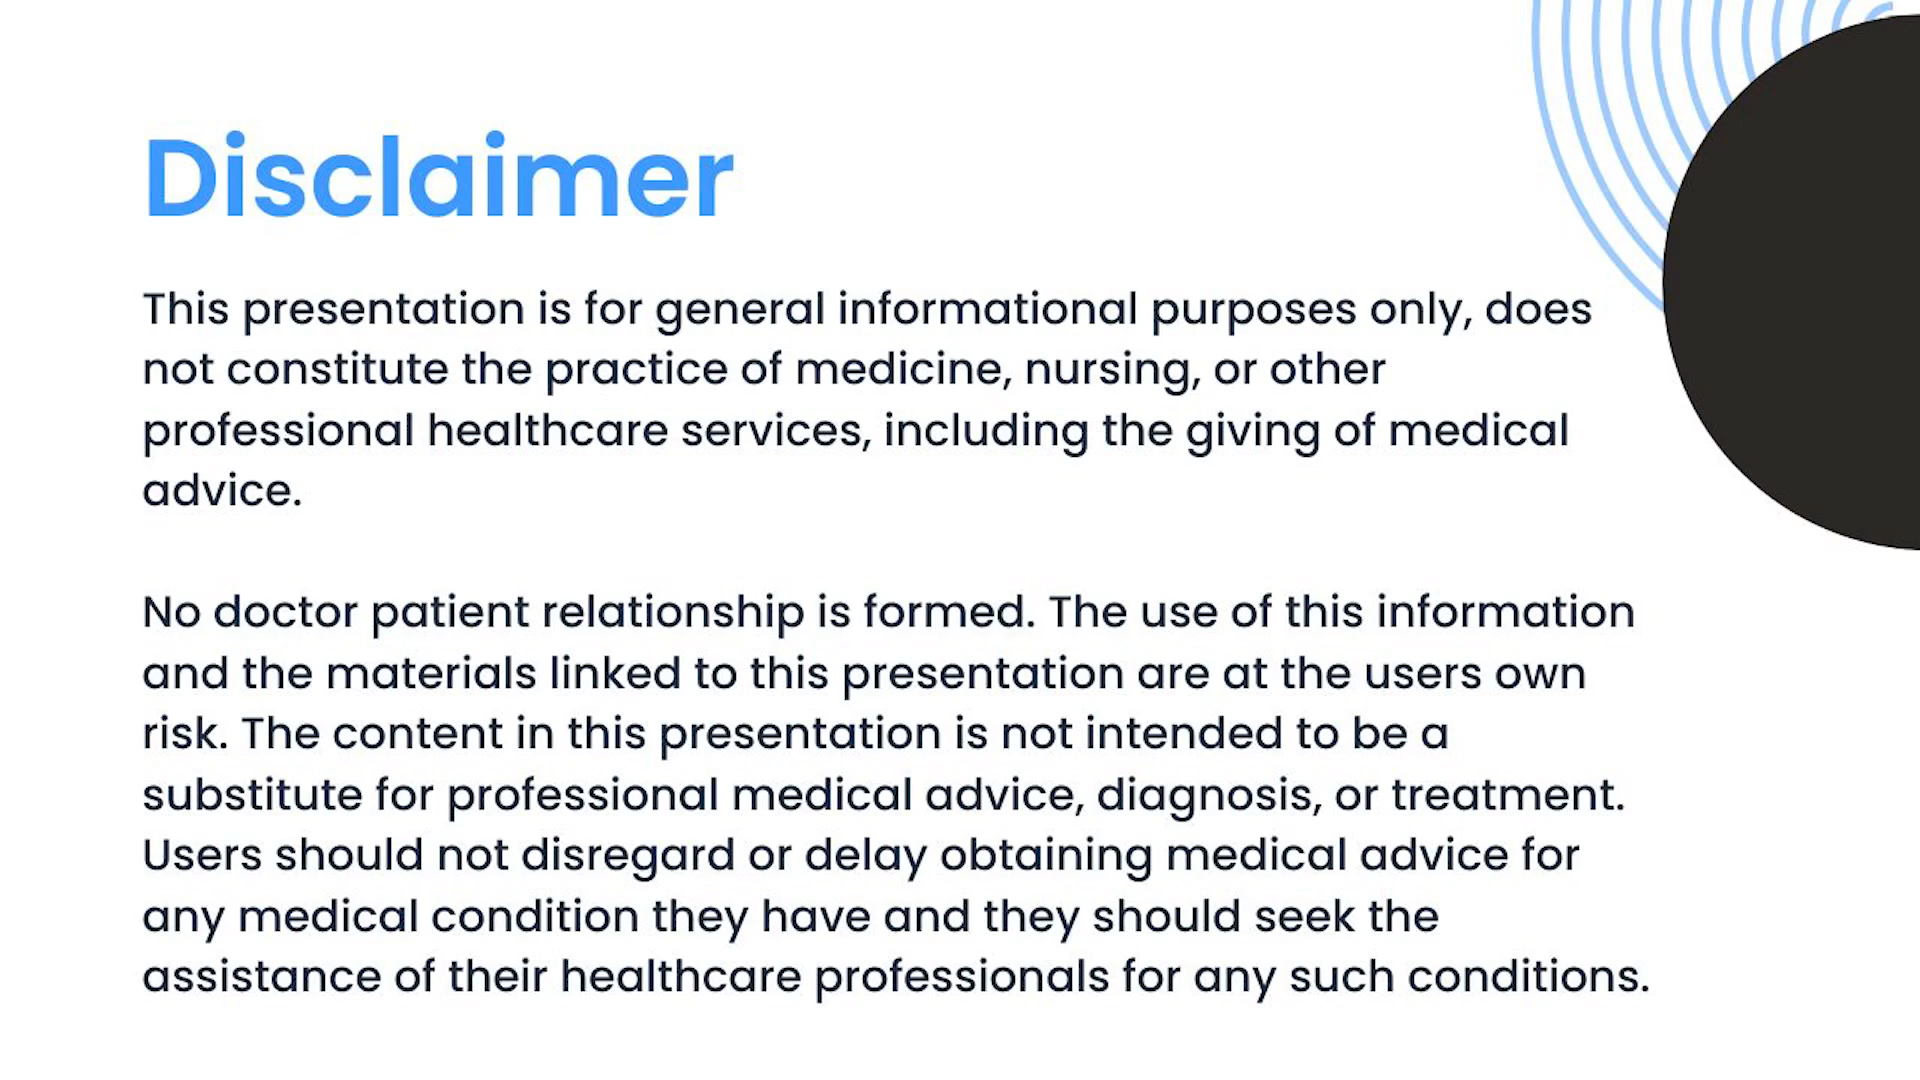 Disclaimer
This presentation is for general informational purposes only, does
not constitute the practice of medicine, nursing, or other
professional healthcare services, including the giving of medical
advice.
No doctor patient relationship is formed. The use of this information
and the materials linked to this presentation are at the users own
risk. The content in this presentation is not intended to be a
substitute for professional medical advice, diagnosis, or treatment.
Users should not disregard or delay obtaining medical advice for
any medical condition they have and they should seek the
assistance of their healthcare professionals for any such conditions.